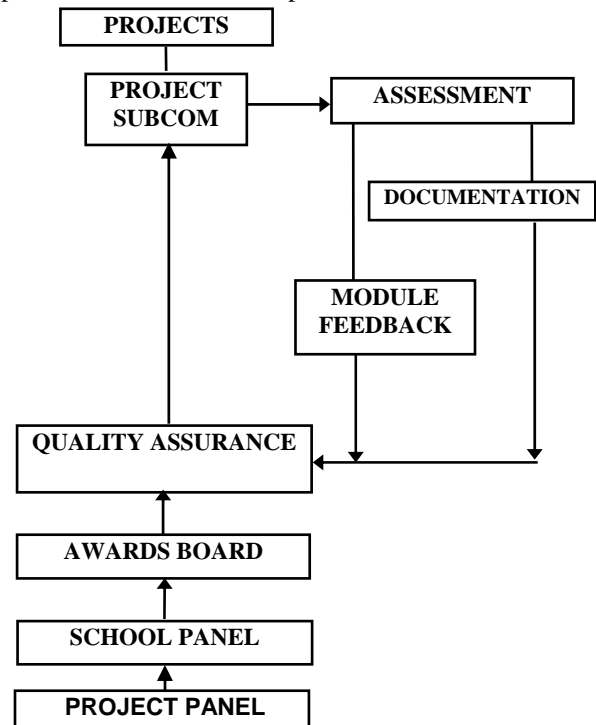 PROJECTS
PROJECT
SUBCOM
ASSESSMENT
DOCUMENTATION
MODULE
FEEDBACK
QUALITY ASSURANCE
AWARDS BOARD
SCHOOL PANEL
PROJECT PANEL